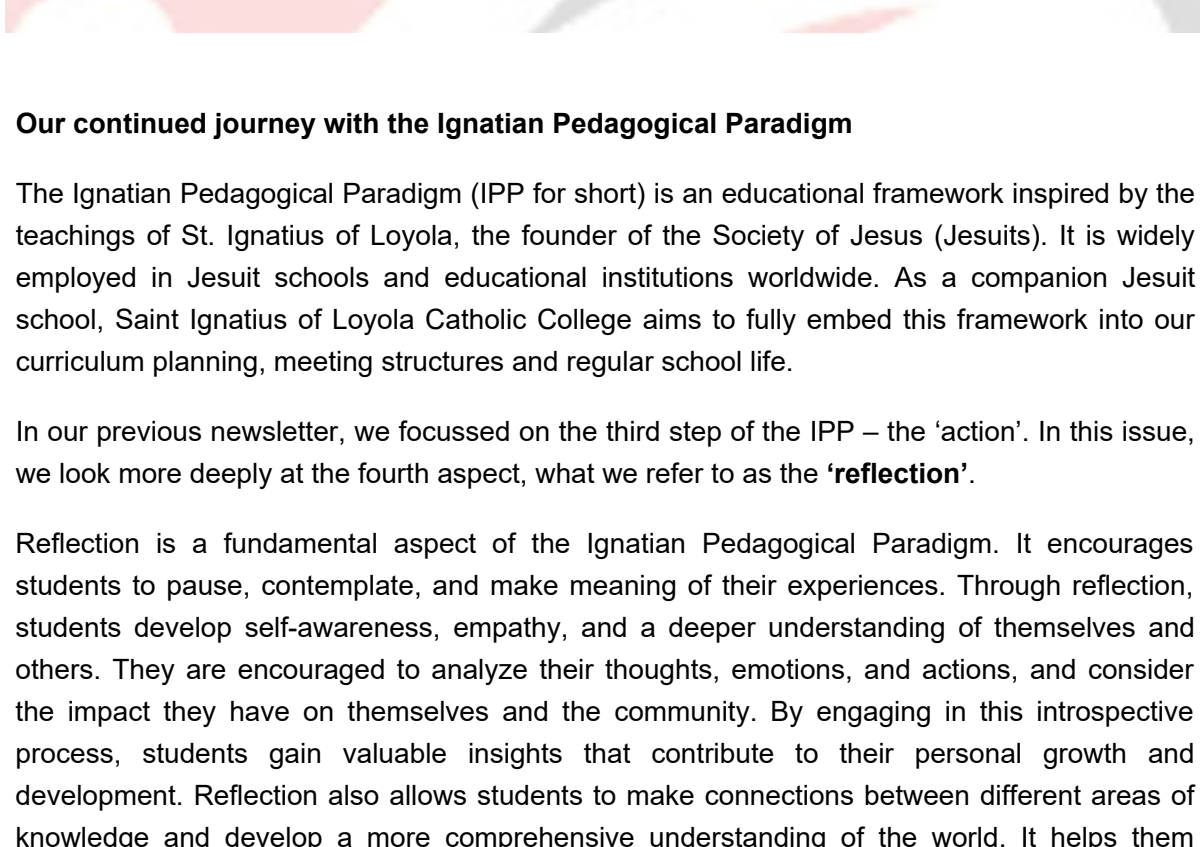 Our continued journey with the Ignatian Pedagogical Paradigm
The Ignatian Pedagogical Paradigm (IPP for short) is an educational framework inspired by the
teachings of St. Ignatius of Loyola, the founder of the Society of Jesus (Jesuits). It is widely
employed in Jesuit schools and educational institutions worldwide. As a companion Jesuit
school, Saint Ignatius of Loyola Catholic College aims to fully embed this framework into our
curriculum planning, meeting structures and regular school life.
In our previous newsletter, we focussed on the third step of the IPP – the ‘action’. In this issue,
we look more deeply at the fourth aspect, what we refer to as the ‘reflection’.
Reflection is a fundamental aspect of the Ignatian Pedagogical Paradigm. It encourages
students to pause, contemplate, and make meaning of their experiences. Through reflection,
students develop self-awareness, empathy, and a deeper understanding of themselves and
others. They are encouraged to analyze their thoughts, emotions, and actions, and consider
the impact they have on themselves and the community. By engaging in this introspective
process, students gain valuable insights that contribute to their personal growth and
development. Reflection also allows students to make connections between different areas of
knowledge and develop a more comprehensive understanding of the world. It helps them